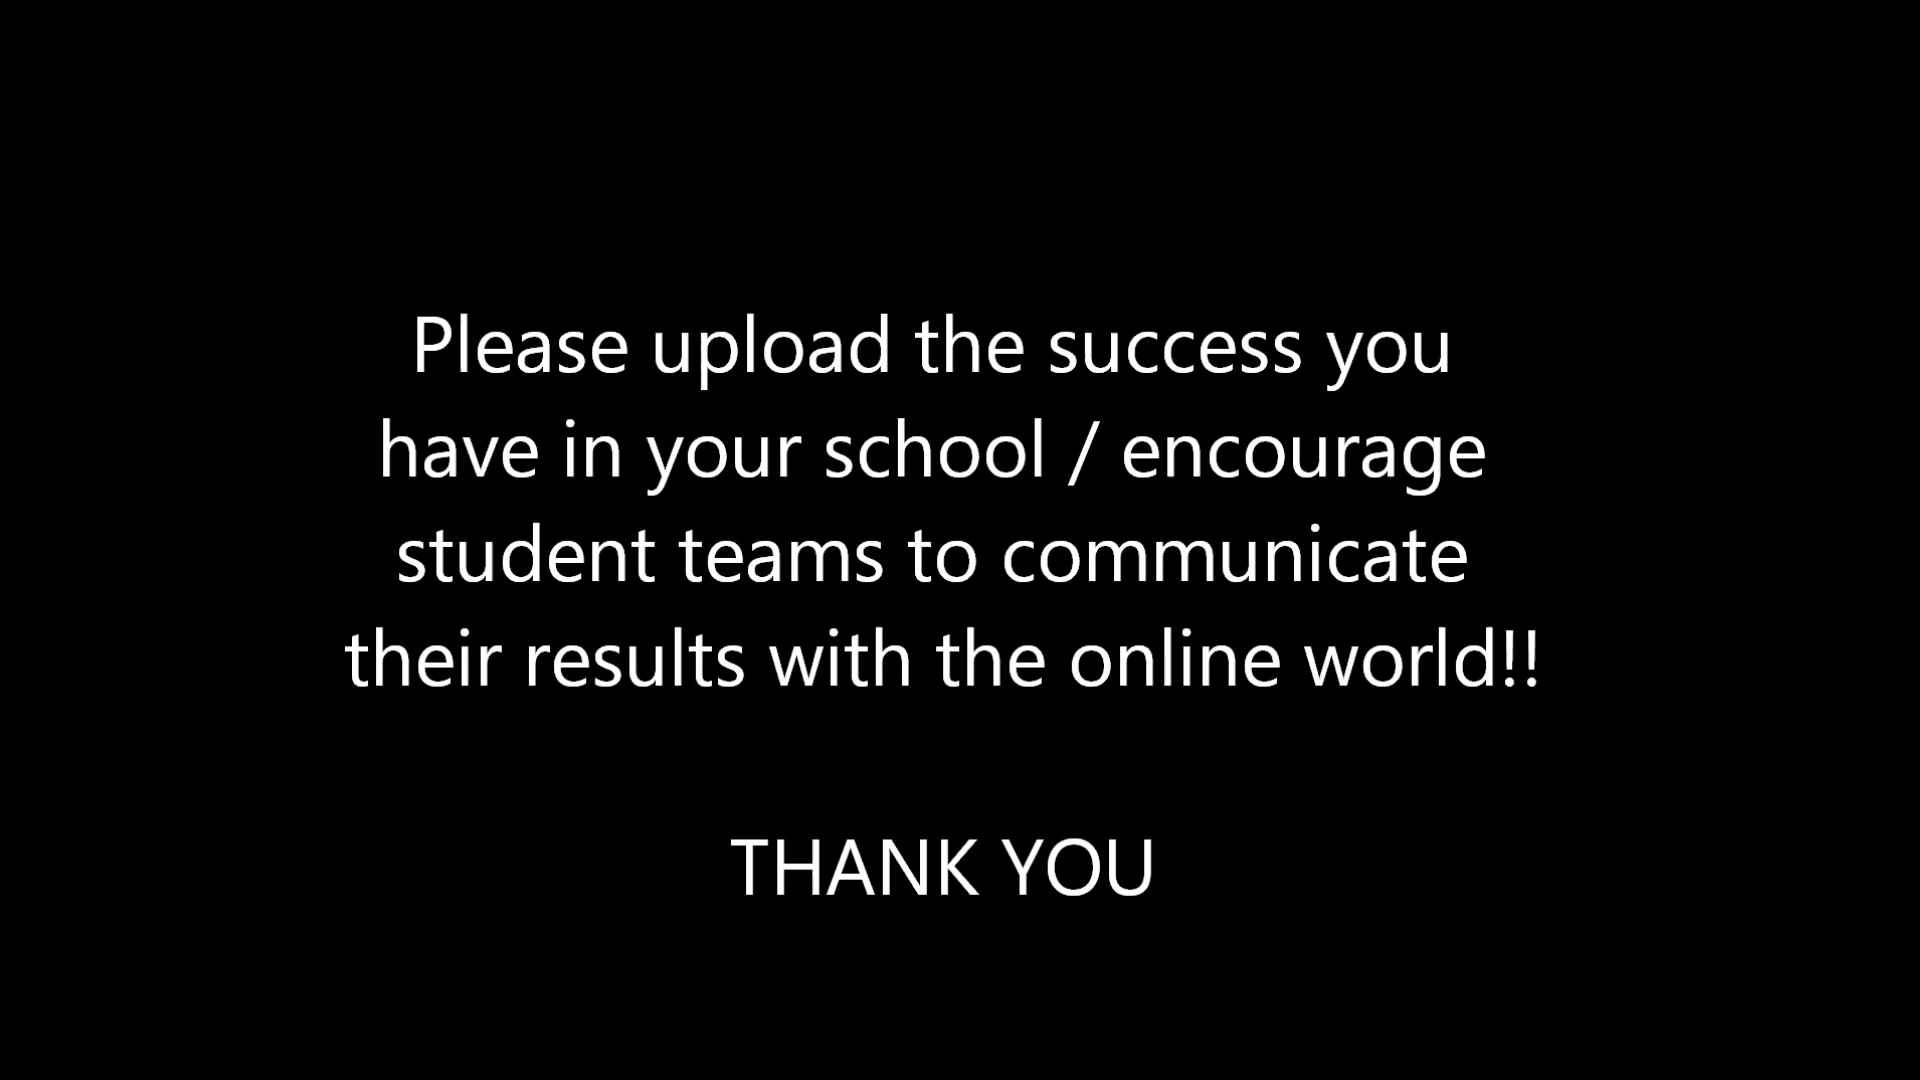 Please upload the success you
have in your school / encourage
student teams to communicate
their results with the online world!!
THANK YOU